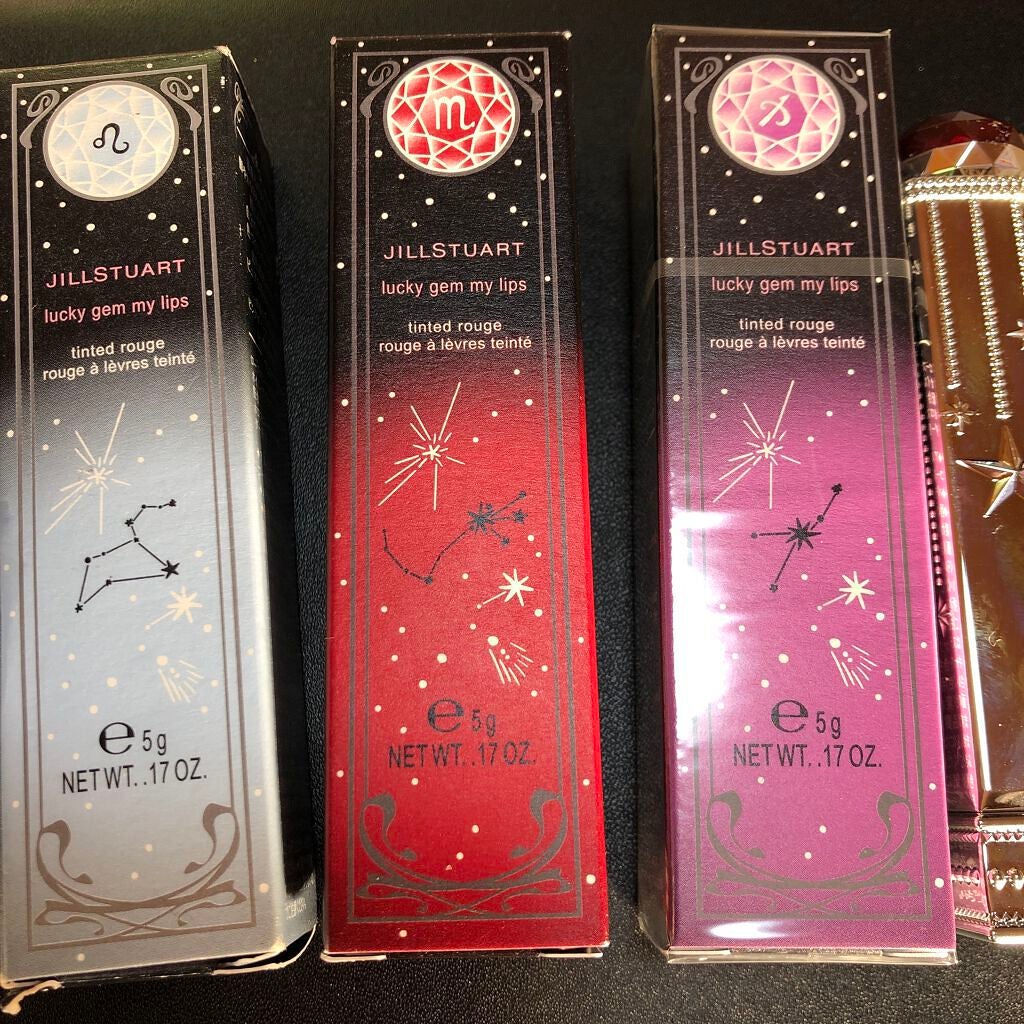 ♌
JILLSTUART
lucky gem my lips
tinted rouge
rouge à lèvres teinté
e 5g
NET WT. .17 OZ.
♏
JILLSTUART
lucky gem my lips
tinted rouge
rouge à lèvres teinté
e 5g
NET WT. .17 OZ.
JILLSTUART
lucky gem my lips
tinted rouge
rouge à lèvres teinté
e 5g
NET WT. .17 OZ.